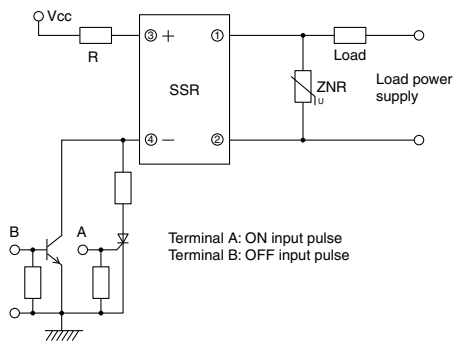 Vcc
R
③ +
①
SSR
Load
ZNR
U
Load power
supply
④ −
②
B
A
Terminal A: ON input pulse
Terminal B: OFF input pulse